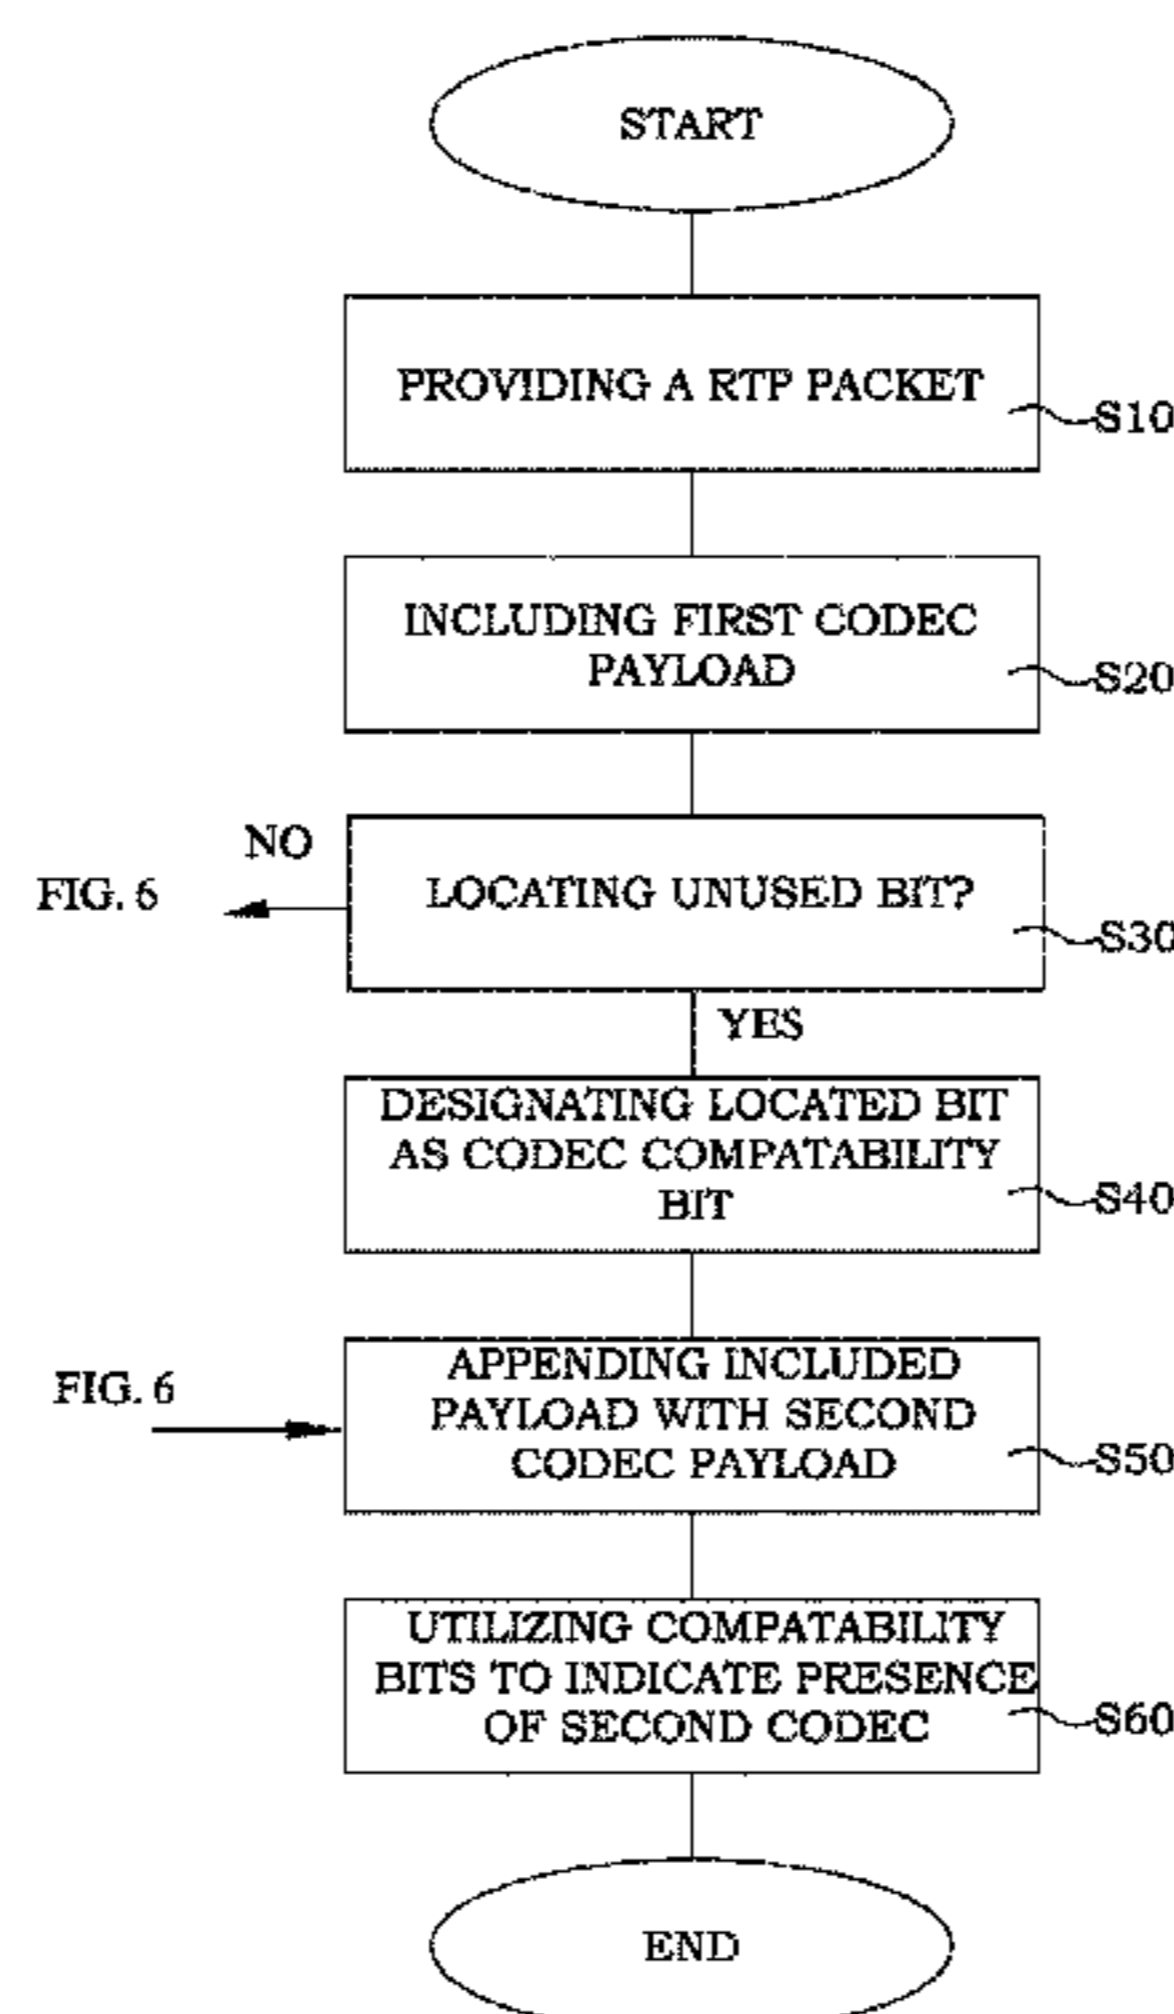 START
PROVIDING A RTP PACKET
S10
INCLUDING FIRST CODEC
PAYLOAD
S20
NO
FIG. 6
LOCATING UNUSED BIT?
S30
YES
DESIGNATING LOCATED BIT
AS CODEC COMPATABILITY
BIT
S40
FIG. 6
APPENDING INCLUDED
PAYLOAD WITH SECOND
CODEC PAYLOAD
S50
UTILIZING COMPATABILITY
BITS TO INDICATE PRESENCE
OF SECOND CODEC
S60
END